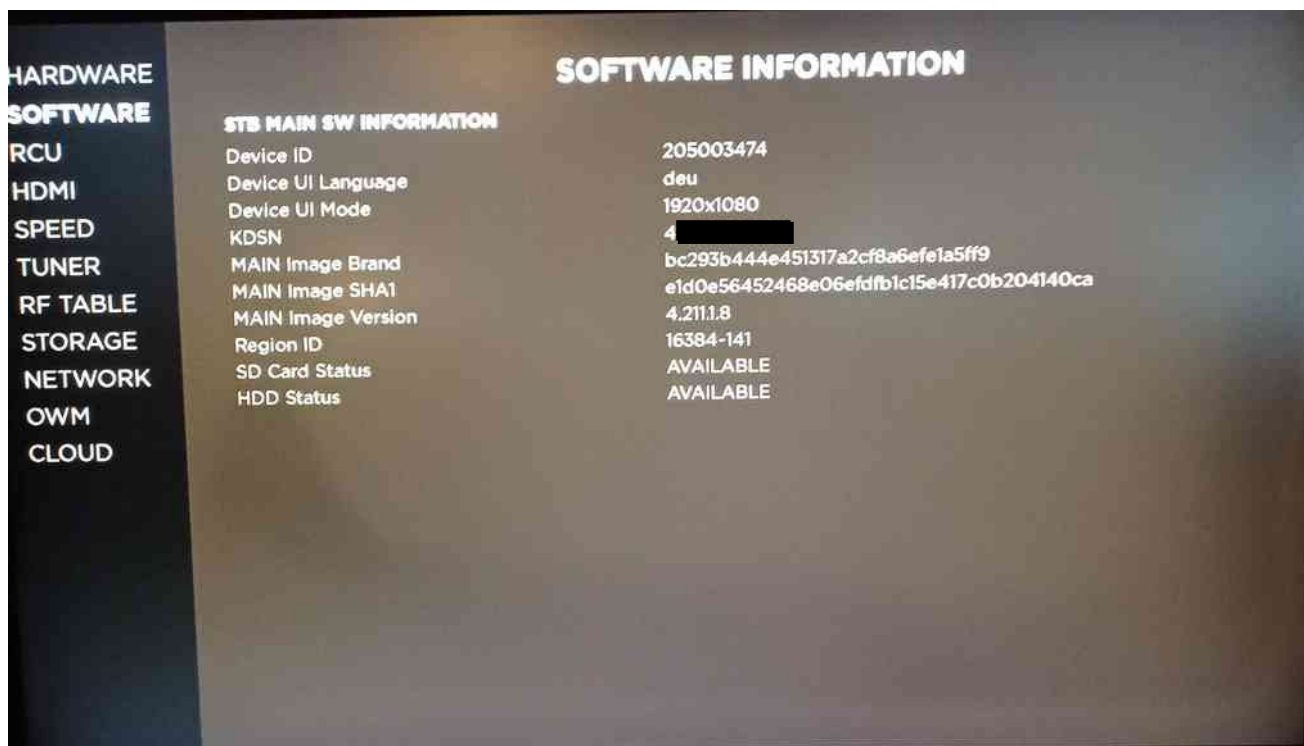 SOFTWARE INFORMATION
HARDWARE
SOFTWARE
RCU
HDMI
SPEED
TUNER
RF TABLE
STORAGE
NETWORK
OWM
CLOUD
STB MAIN SW INFORMATION
Device ID 205003474
Device UI Language deu
Device UI Mode 1920x1080
KDSN 4
MAIN Image Brand bc293b444e451317a2cf8a6efe1a5ff9
MAIN Image SHA1 e1d0e56452468e06efdfb1c15e417c0b204140ca
MAIN Image Version 4.211.1.8
Region ID 16384-141
SD Card Status AVAILABLE
HDD Status AVAILABLE